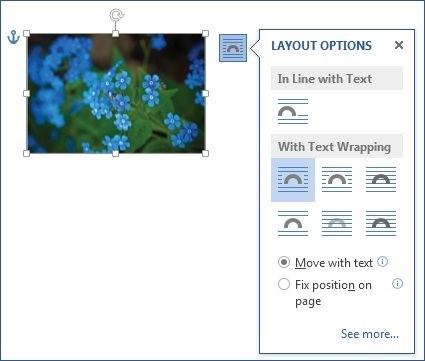 LAYOUT OPTIONS
In Line with Text
With Text Wrapping
Move with text
Fix position on
page
See more...